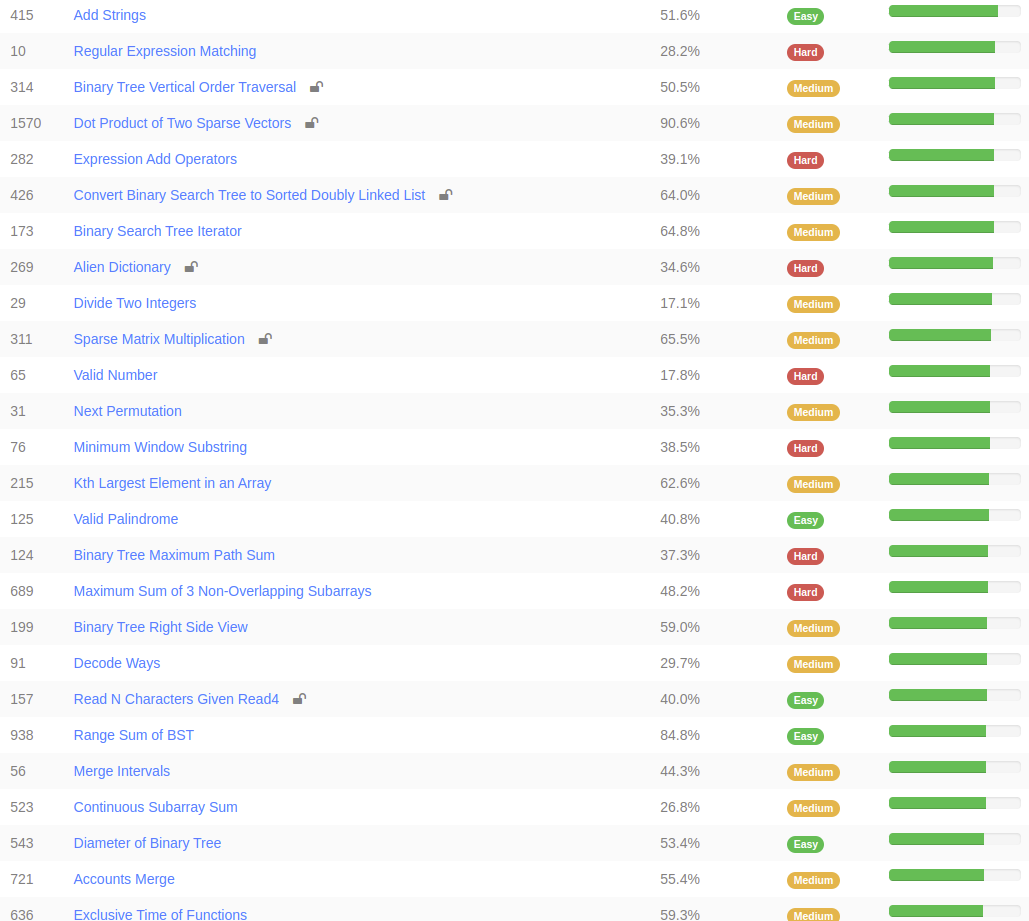 415 Add Strings 51.6% Easy
10 Regular Expression Matching 28.2% Hard
314 Binary Tree Vertical Order Traversal 50.5% Medium
1570 Dot Product of Two Sparse Vectors 90.6% Medium
282 Expression Add Operators 39.1% Hard
426 Convert Binary Search Tree to Sorted Doubly Linked List 64.0% Medium
173 Binary Search Tree Iterator 64.8% Medium
269 Alien Dictionary 34.6% Hard
29 Divide Two Integers 17.1% Medium
311 Sparse Matrix Multiplication 65.5% Medium
65 Valid Number 17.8% Hard
31 Next Permutation 35.3% Medium
76 Minimum Window Substring 38.5% Hard
215 Kth Largest Element in an Array 62.6% Medium
125 Valid Palindrome 40.8% Easy
124 Binary Tree Maximum Path Sum 37.3% Hard
689 Maximum Sum of 3 Non-Overlapping Subarrays 48.2% Hard
199 Binary Tree Right Side View 59.0% Medium
91 Decode Ways 29.7% Medium
157 Read N Characters Given Read4 40.0% Easy
938 Range Sum of BST 84.8% Easy
56 Merge Intervals 44.3% Medium
523 Continuous Subarray Sum 26.8% Medium
543 Diameter of Binary Tree 53.4% Easy
721 Accounts Merge 55.4% Medium
636 Exclusive Time of Functions 59.3% Medium